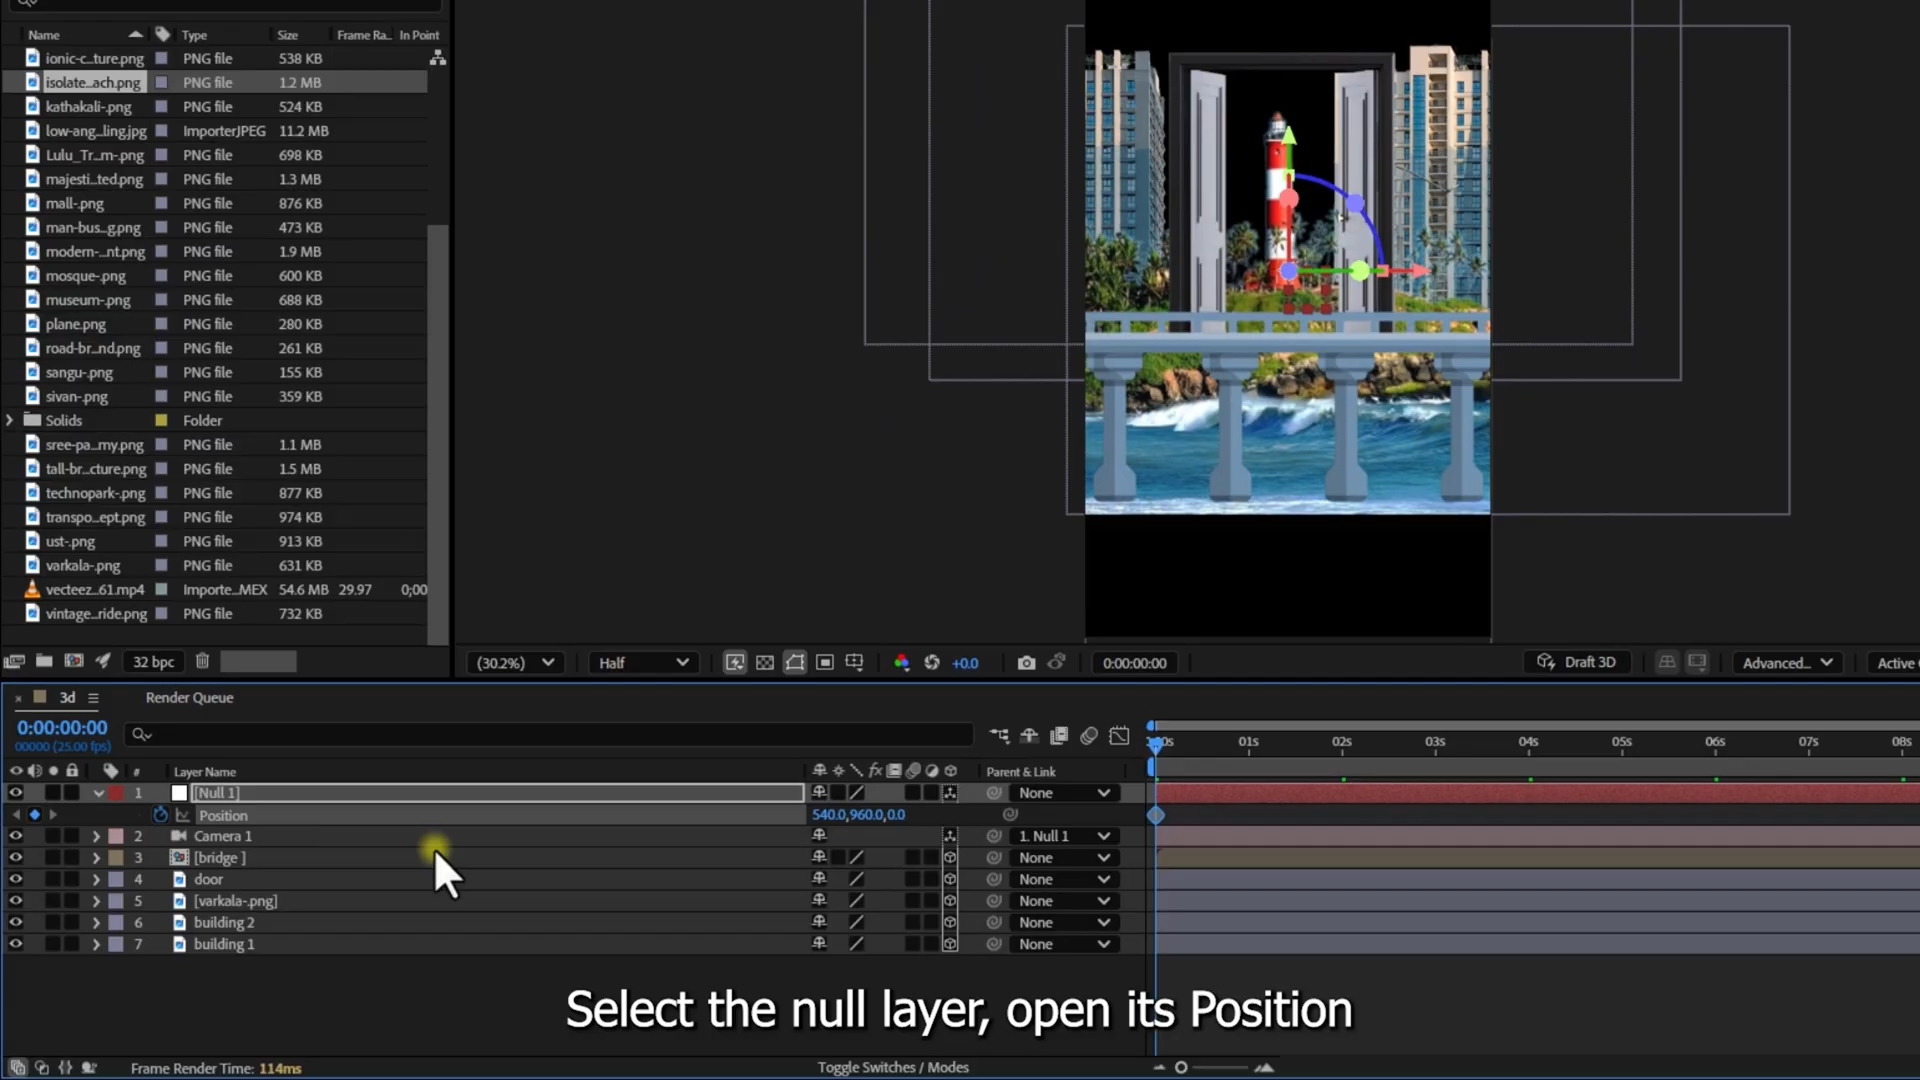 Name Type Size Frame Ra... In Point
ionic-c...ture.png PNG file 538 KB
isolate...ach.png PNG file 1.2 MB
kathakali-.png PNG file 524 KB
low-ang...ling.jpg ImporterJPEG 11.2 MB
Lulu_Tr...m-.png PNG file 698 KB
majesti...ted.png PNG file 1.3 MB
mall-.png PNG file 876 KB
man-bus...g.png PNG file 473 KB
modern-...nt.png PNG file 1.9 MB
mosque-.png PNG file 600 KB
museum-.png PNG file 688 KB
plane.png PNG file 280 KB
road-br...nd.png PNG file 261 KB
sangu-.png PNG file 155 KB
sivan-.png PNG file 359 KB
Solids Folder
sree-pa...my.png PNG file 1.1 MB
tall-br...cture.png PNG file 1.5 MB
technopark-.png PNG file 877 KB
transpo...ept.png PNG file 974 KB
ust-.png PNG file 913 KB
varkala-.png PNG file 631 KB
vecteez...61.mp4 Importe...MEX 54.6 MB 29.97 0;00
vintage...ride.png PNG file 732 KB
32 bpc
(30.2%) Half +0.0 0:00:00:00 Draft 3D Advanced... Active
3d Render Queue
0:00:00:00
00000 (25.00 fps)
01s 02s 03s 04s 05s 06s 07s 08s
# Layer Name fx Parent & Link
1 [Null 1] None
Position 540.0,960.0,0.0
2 Camera 1 1. Null 1
3 [bridge ] None
4 door None
5 [varkala-.png] None
6 building 2 None
7 building 1 None
Select the null layer, open its Position
Frame Render Time: 114ms Toggle Switches / Modes